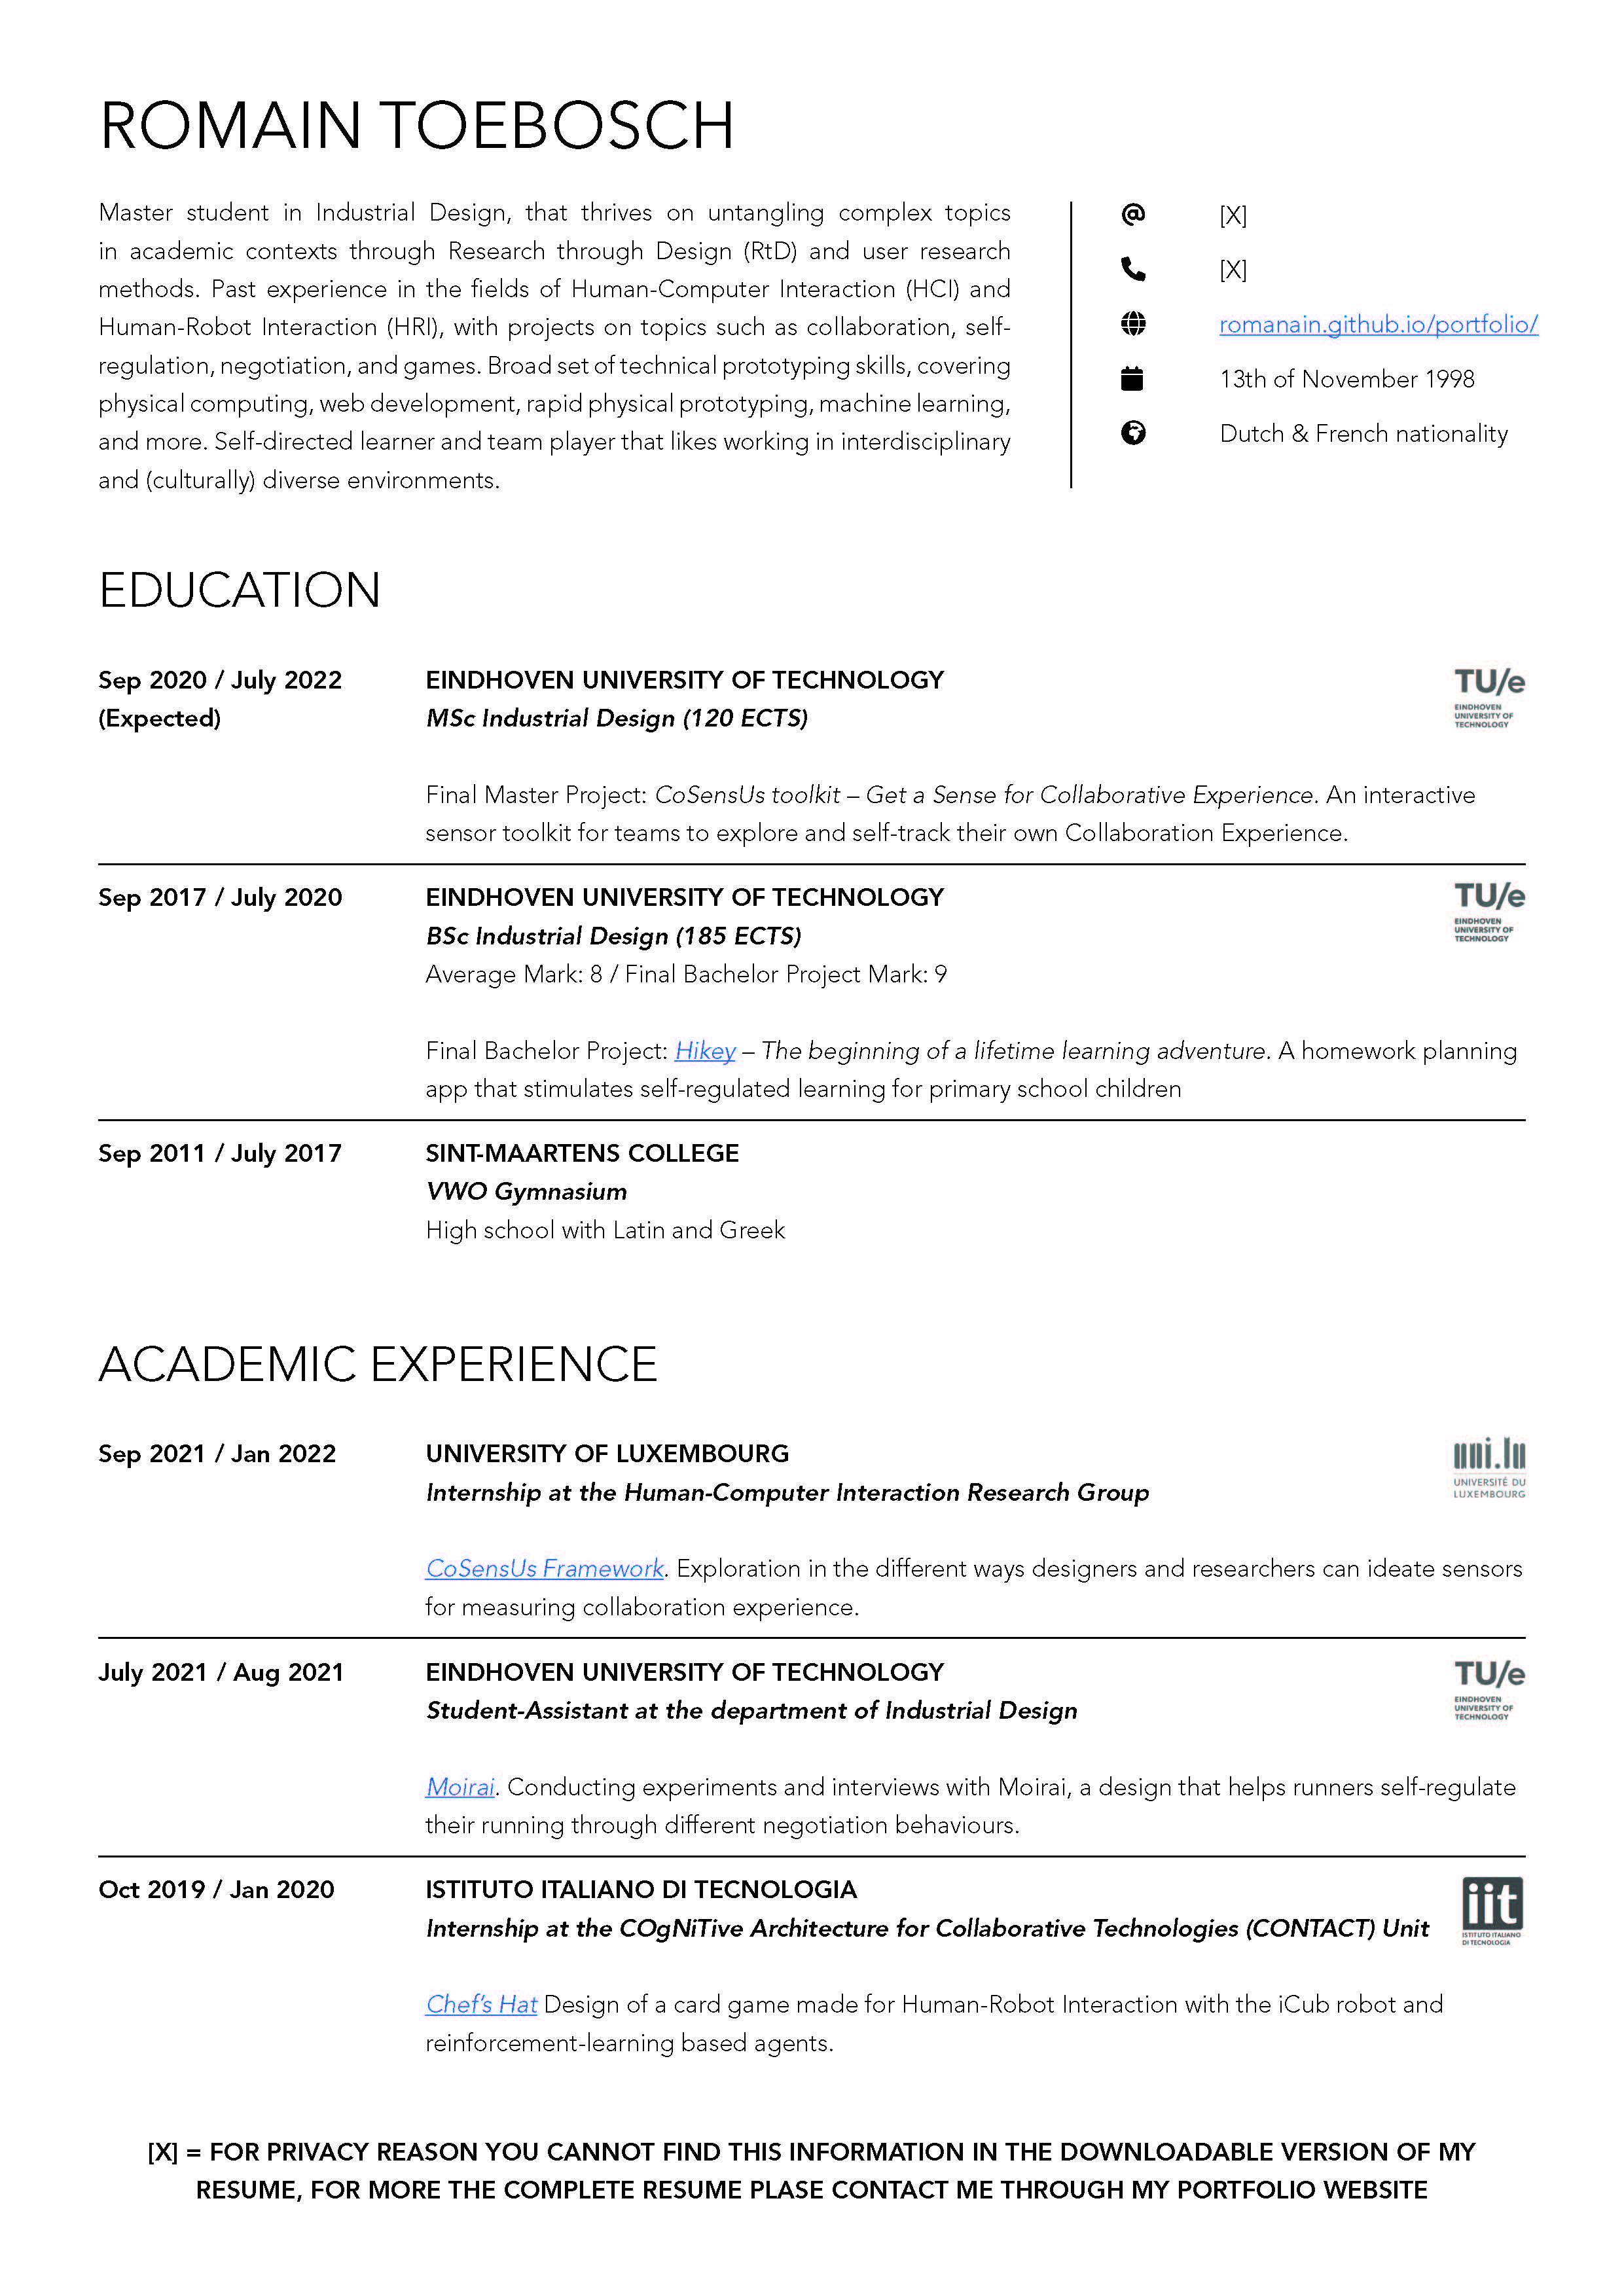 ROMAIN TOEBOSCH
Master student in Industrial Design, that thrives on untangling complex topics
in academic contexts through Research through Design (RtD) and user research
methods. Past experience in the fields of Human-Computer Interaction (HCI) and
Human-Robot Interaction (HRI), with projects on topics such as collaboration, self-
regulation, negotiation, and games. Broad set of technical prototyping skills, covering
physical computing, web development, rapid physical prototyping, machine learning,
and more. Self-directed learner and team player that likes working in interdisciplinary
and (culturally) diverse environments.
[X]
[X]
romanain.github.io/portfolio/
13th of November 1998
Dutch & French nationality
EDUCATION
Sep 2020 / July 2022
(Expected)
EINDHOVEN UNIVERSITY OF TECHNOLOGY
MSc Industrial Design (120 ECTS)
TU/e
EINDHOVEN
UNIVERSITY OF
TECHNOLOGY
Final Master Project: CoSensUs toolkit – Get a Sense for Collaborative Experience. An interactive
sensor toolkit for teams to explore and self-track their own Collaboration Experience.
Sep 2017 / July 2020
EINDHOVEN UNIVERSITY OF TECHNOLOGY
BSc Industrial Design (185 ECTS)
Average Mark: 8 / Final Bachelor Project Mark: 9
TU/e
EINDHOVEN
UNIVERSITY OF
TECHNOLOGY
Final Bachelor Project: Hikey – The beginning of a lifetime learning adventure. A homework planning
app that stimulates self-regulated learning for primary school children
Sep 2011 / July 2017
SINT-MAARTENS COLLEGE
VWO Gymnasium
High school with Latin and Greek
ACADEMIC EXPERIENCE
Sep 2021 / Jan 2022
UNIVERSITY OF LUXEMBOURG
Internship at the Human-Computer Interaction Research Group
uni.lu
UNIVERSITÉ DU
LUXEMBOURG
CoSensUs Framework. Exploration in the different ways designers and researchers can ideate sensors
for measuring collaboration experience.
July 2021 / Aug 2021
EINDHOVEN UNIVERSITY OF TECHNOLOGY
Student-Assistant at the department of Industrial Design
TU/e
EINDHOVEN
UNIVERSITY OF
TECHNOLOGY
Moirai. Conducting experiments and interviews with Moirai, a design that helps runners self-regulate
their running through different negotiation behaviours.
Oct 2019 / Jan 2020
ISTITUTO ITALIANO DI TECNOLOGIA
Internship at the COgNiTive Architecture for Collaborative Technologies (CONTACT) Unit
iit
ISTITUTO ITALIANO
DI TECNOLOGIA
Chef's Hat Design of a card game made for Human-Robot Interaction with the iCub robot and
reinforcement-learning based agents.
[X] = FOR PRIVACY REASON YOU CANNOT FIND THIS INFORMATION IN THE DOWNLOADABLE VERSION OF MY
RESUME, FOR MORE THE COMPLETE RESUME PLASE CONTACT ME THROUGH MY PORTFOLIO WEBSITE